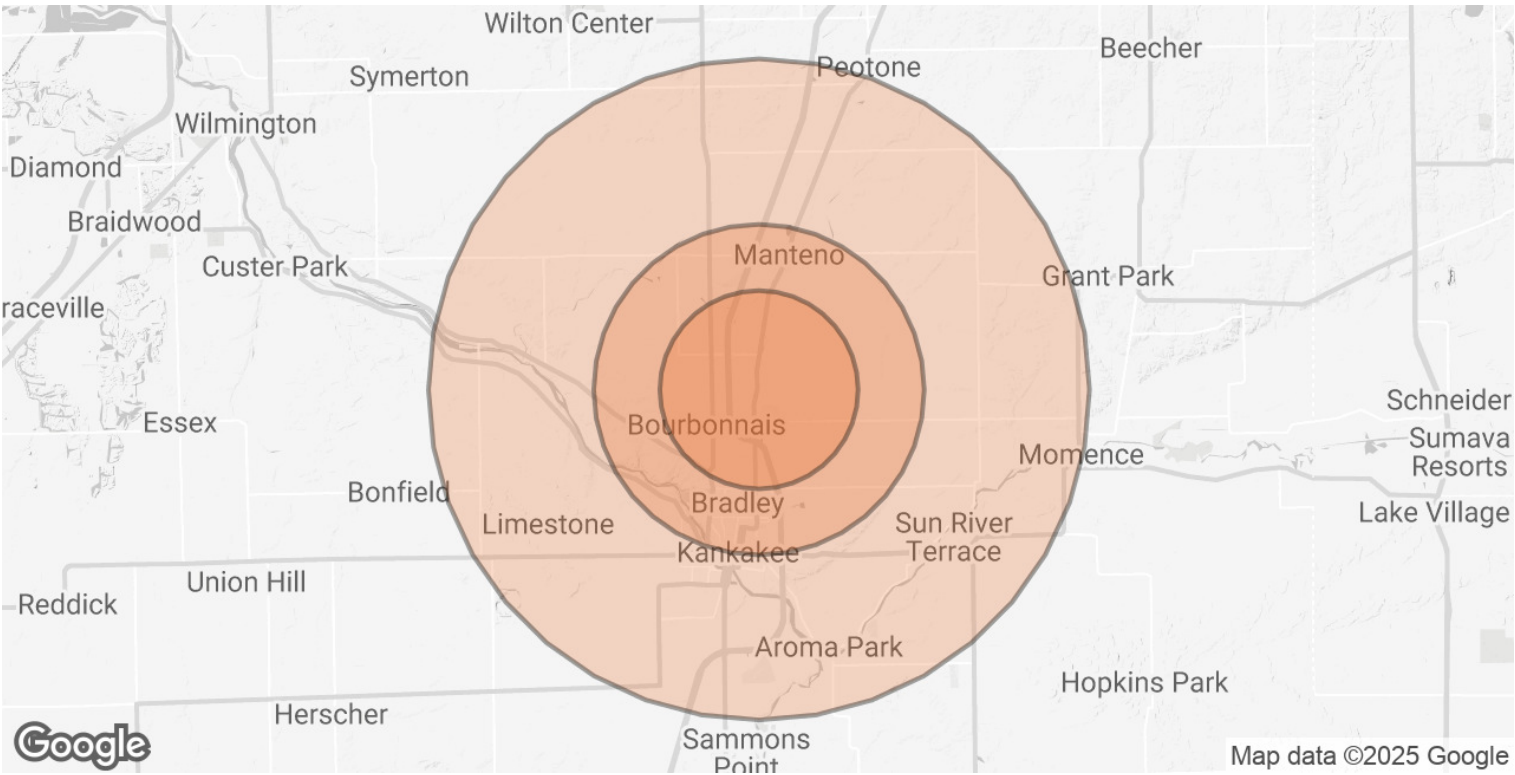 Wilton Center
Beecher
Peotone
Symerton
Wilmington
Diamond
Braidwood
Manteno
Custer Park
Grant Park
raceville
Schneider
Essex
Bourbonnais
Sumava
Resorts
Momence
Bonfield
Bradley
Lake Village
Limestone
Sun River
Terrace
Kankakee
Union Hill
Reddick
Aroma Park
Hopkins Park
Herscher
Sammons
Point
Google
Map data ©2025 Google